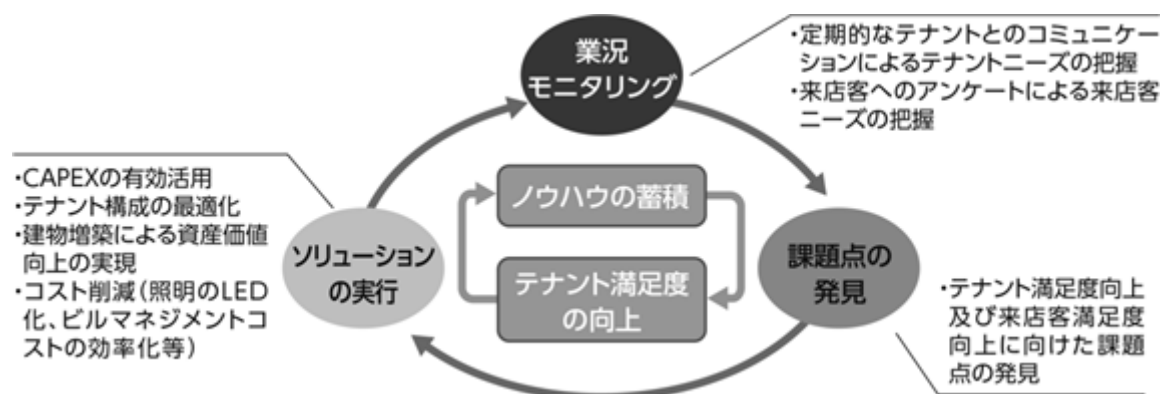 業況
モニタリング
・定期的なテナントとのコミュニケー
ションによるテナントニーズの把握
・来店客へのアンケートによる来店客
ニーズの把握
・CAPEXの有効活用
・テナント構成の最適化
・建物増築による資産価値
向上の実現
・コスト削減(照明のLED
化、ビルマネジメントコ
ストの効率化等)
ソリューション
の実行
ノウハウの蓄積
テナント満足度
の向上
課題点の
発見
・テナント満足度向上
及び来店客満足度
向上に向けた課題
点の発見